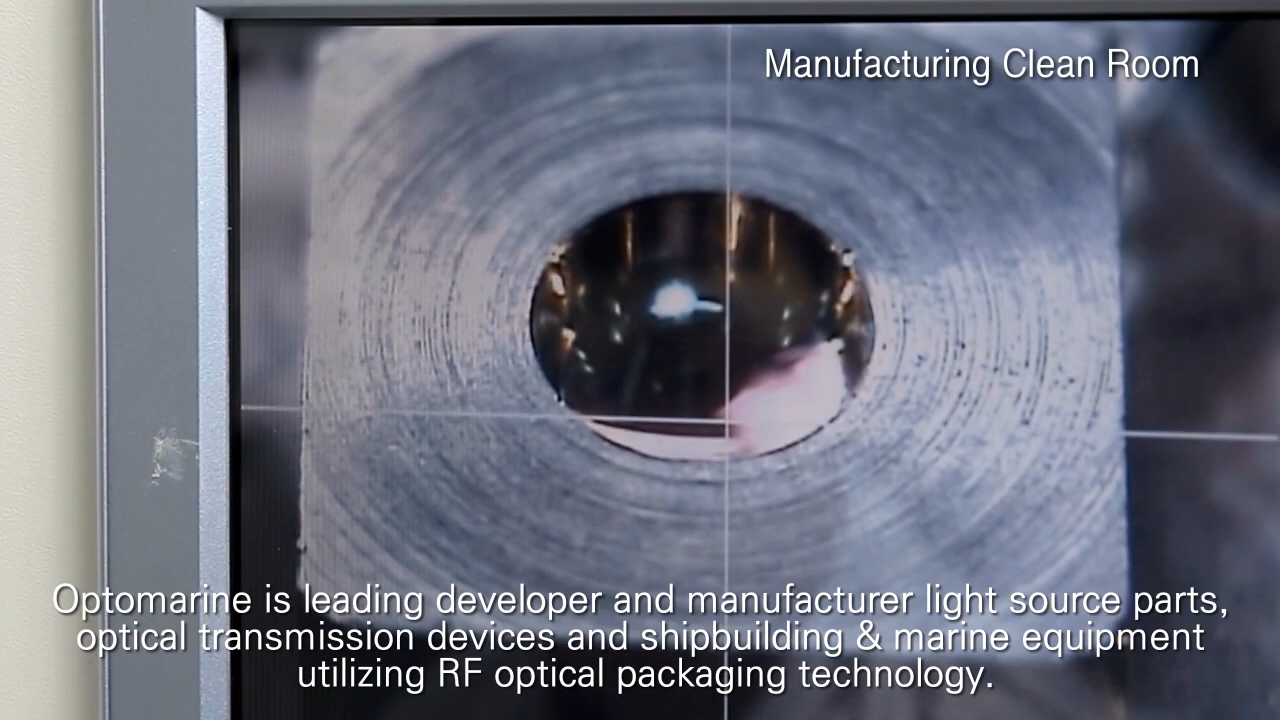 Manufacturing Clean Room
Optomarine is leading developer and manufacturer light source parts,
optical transmission devices and shipbuilding & marine equipment
utilizing RF optical packaging technology.